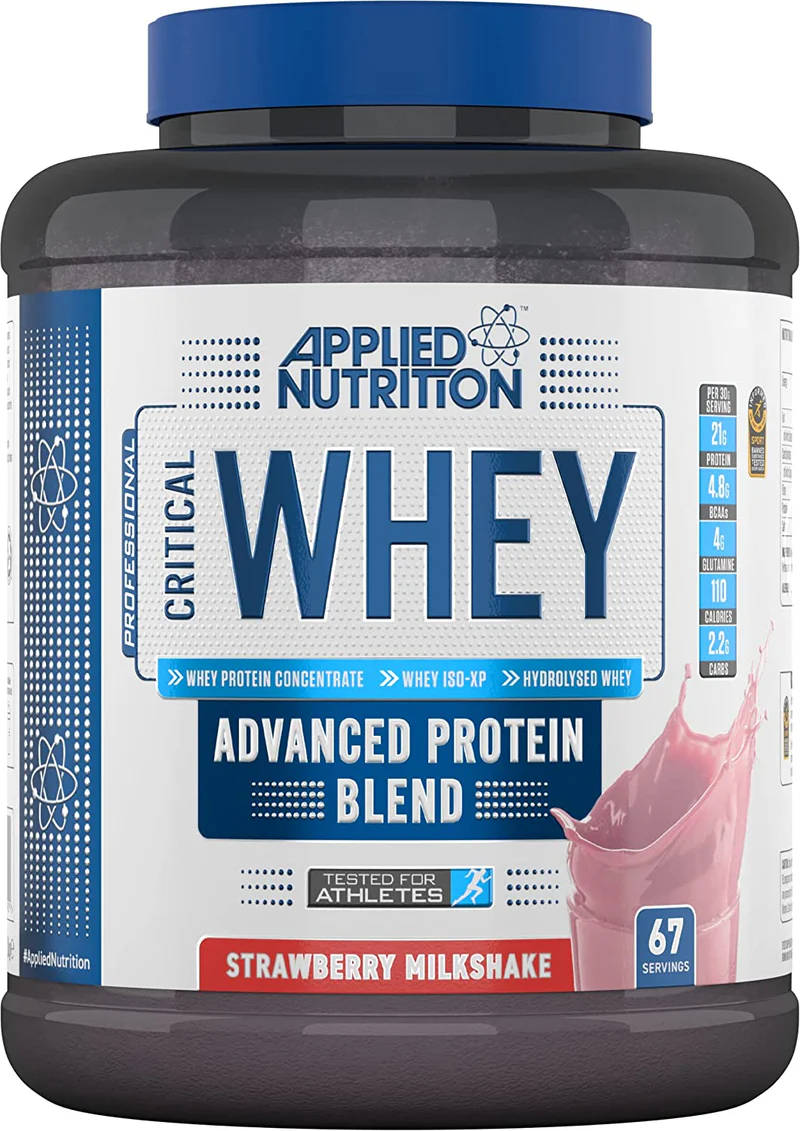 APPLIED
NUTRITION
™
PROFESSIONAL
CRITICAL
WHEY
WHEY PROTEIN CONCENTRATE WHEY ISO-XP HYDROLYSED WHEY
ADVANCED PROTEIN
BLEND
TESTED FOR
ATHLETES
STRAWBERRY MILKSHAKE
67
SERVINGS
PER 30G
SERVING
21G
PROTEIN
4.8G
BCAAs
4G
GLUTAMINE
110
CALORIES
2.2G
CARBS
SPORT
#AppliedNutrition